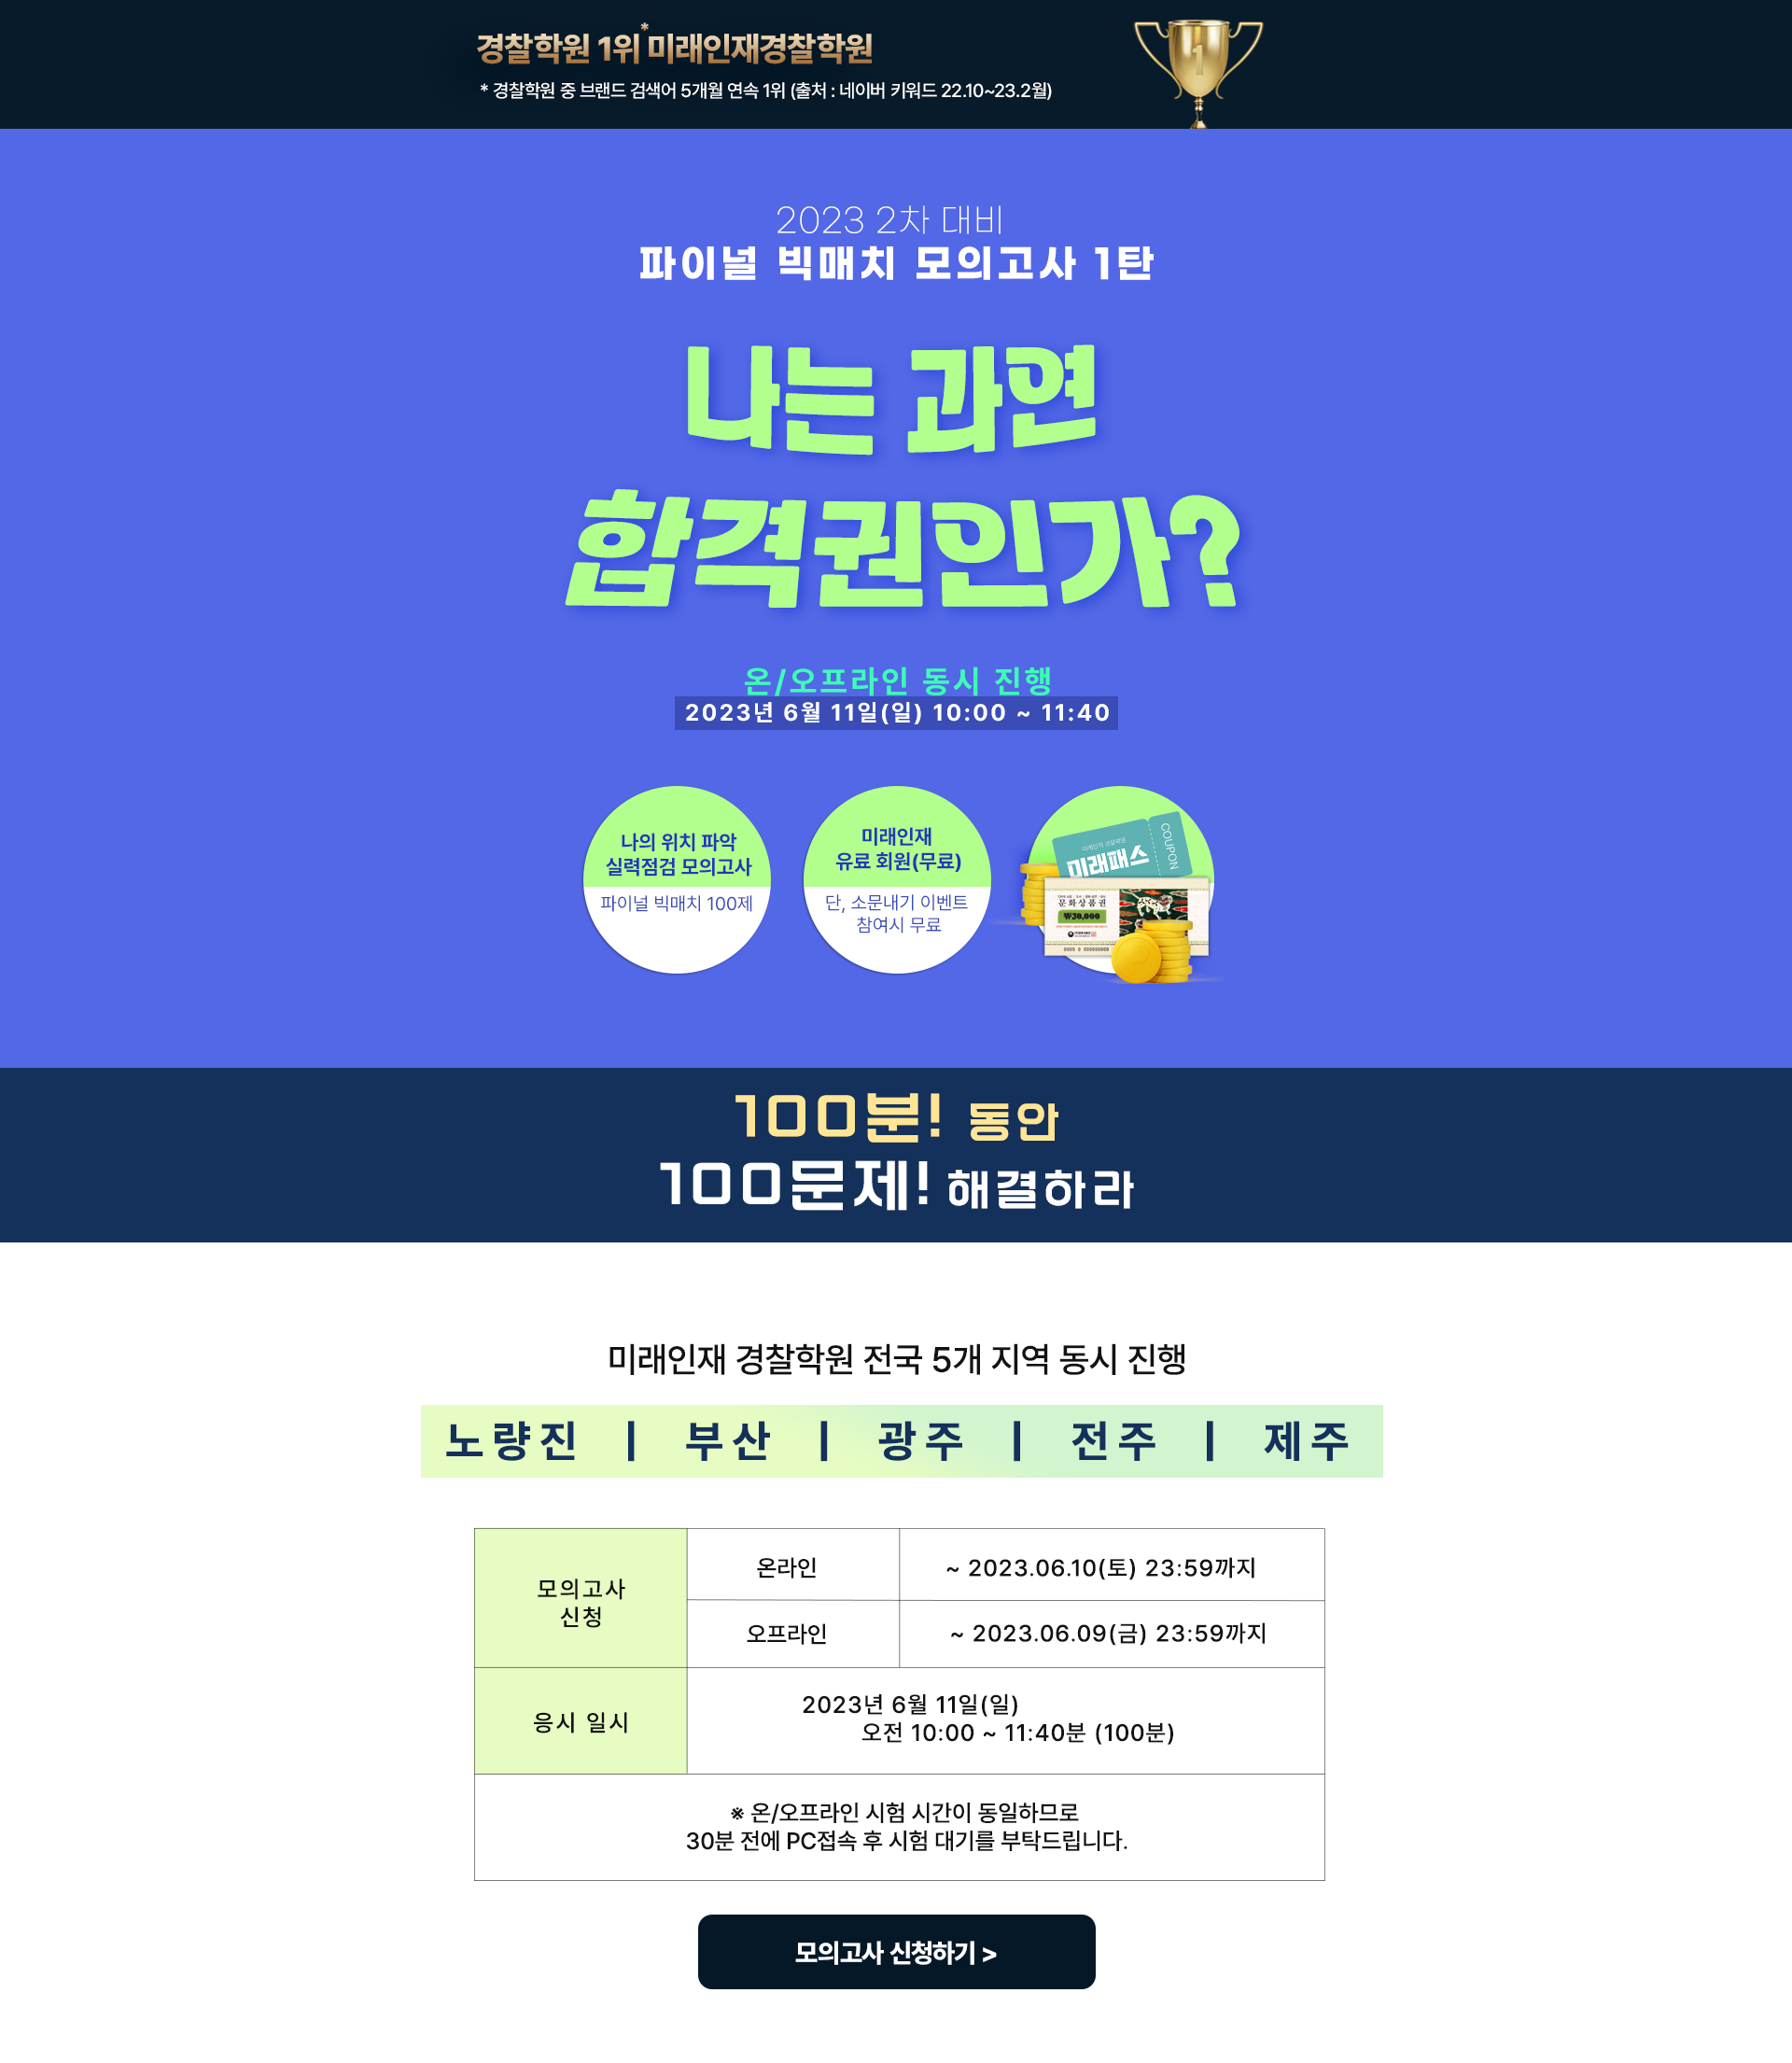 경찰학원 1위* 미래인재경찰학원
* 경찰학원 중 브랜드 검색어 5개월 연속 1위 (출처 : 네이버 키워드 22.10~23.2월)
1
2023 2차 대비
파이널 빅매치 모의고사 1탄
나는 과연
합격권인가?
온/오프라인 동시 진행
2023년 6월 11일(일) 10:00 ~ 11:40
나의 위치 파악
실력점검 모의고사
파이널 빅매치 100제
미래인재
유료 회원(무료)
단, 소문내기 이벤트
참여시 무료
미래인재 경찰학원
미래패스
COUPON
문화상품권
₩30,000
P
100분! 동안
100문제! 해결하라
미래인재 경찰학원 전국 5개 지역 동시 진행
노량진 | 부산 | 광주 | 전주 | 제주
모의고사
신청
온라인
~ 2023.06.10(토) 23:59까지
오프라인
~ 2023.06.09(금) 23:59까지
응시 일시
2023년 6월 11일(일)
오전 10:00 ~ 11:40분 (100분)
※ 온/오프라인 시험 시간이 동일하므로
30분 전에 PC접속 후 시험 대기를 부탁드립니다.
모의고사 신청하기 >